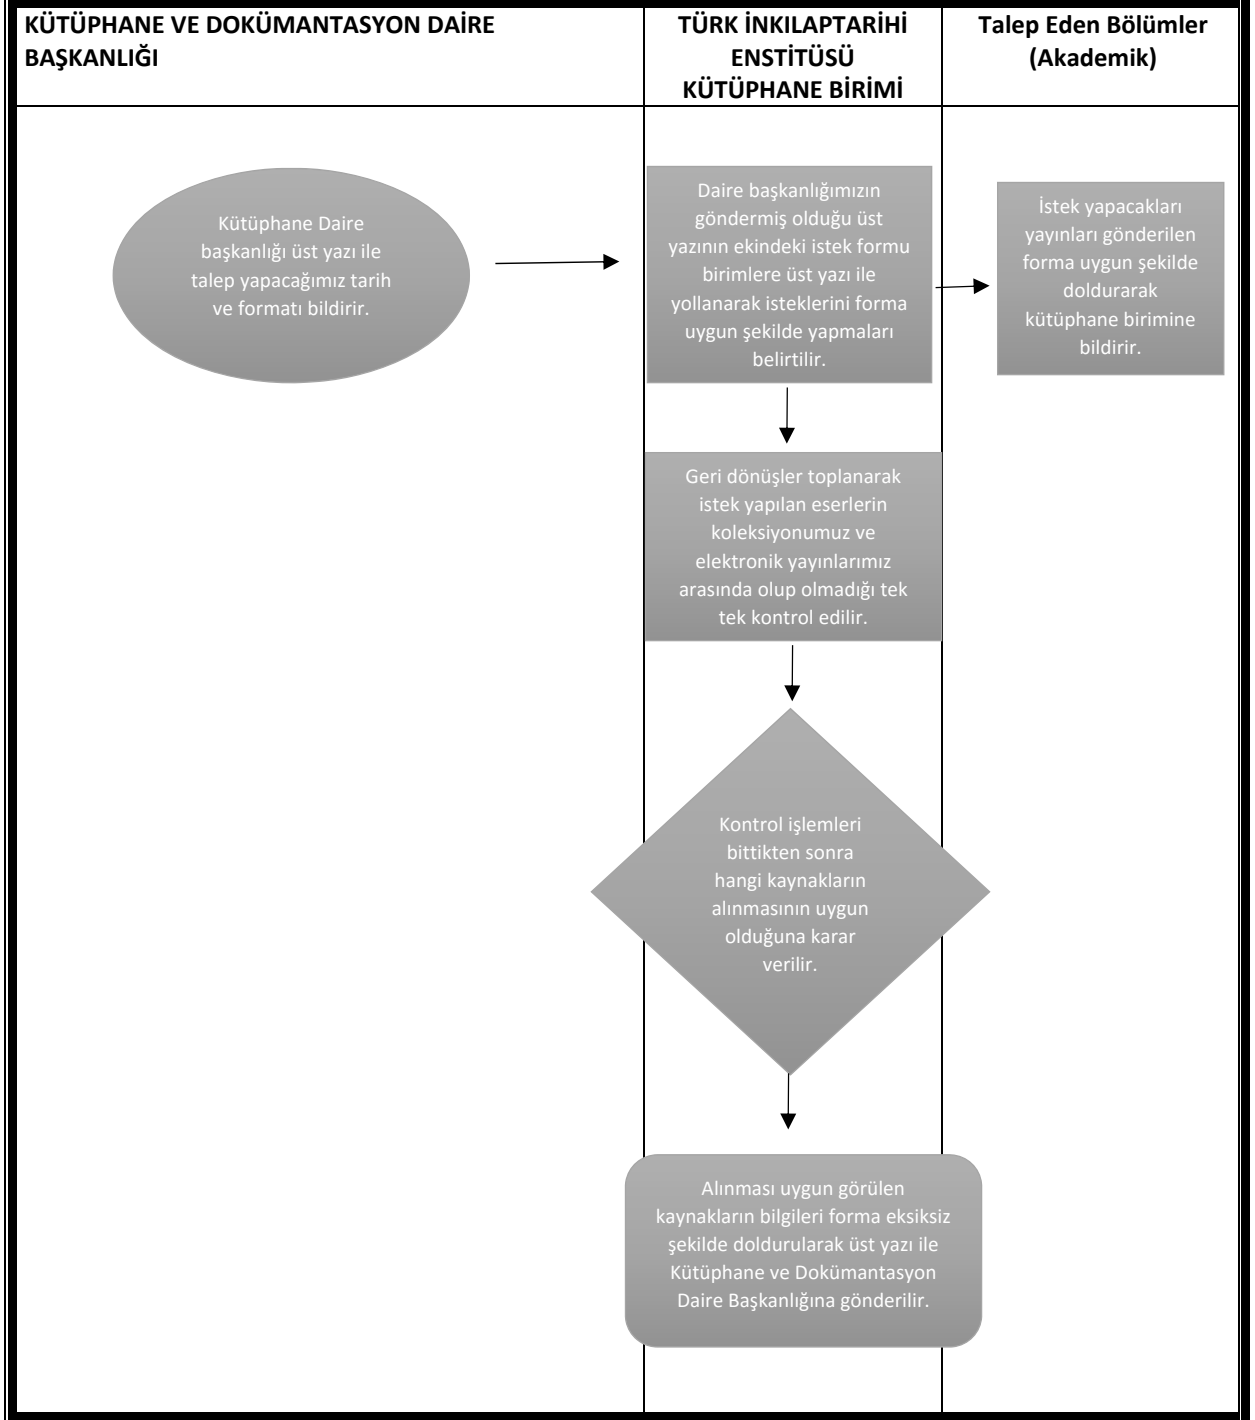 KÜTÜPHANE VE DOKÜMANTASYON DAİRE
BAŞKANLIĞI
TÜRK İNKILAPTARİHİ
ENSTİTÜSÜ
KÜTÜPHANE BİRİMİ
Talep Eden Bölümler
(Akademik)
Kütüphane Daire
başkanlığı üst yazı ile
talep yapacağımız tarih
ve formatı bildirir.
Daire başkanlığımızın
göndermiş olduğu üst
yazının ekindeki istek formu
birimlere üst yazı ile
yollanarak isteklerini forma
uygun şekilde yapmaları
belirtilir.
İstek yapacakları
yayınları gönderilen
forma uygun şekilde
doldurarak
kütüphane birimine
bildirir.
Geri dönüşler toplanarak
istek yapılan eserlerin
koleksiyonumuz ve
elektronik yayınlarımız
arasında olup olmadığı tek
tek kontrol edilir.
Kontrol işlemleri
bittikten sonra
hangi kaynakların
alınmasının uygun
olduğuna karar
verilir.
Alınması uygun görülen
kaynakların bilgileri forma eksiksiz
şekilde doldurularak üst yazı ile
Kütüphane ve Dokümantasyon
Daire Başkanlığına gönderilir.